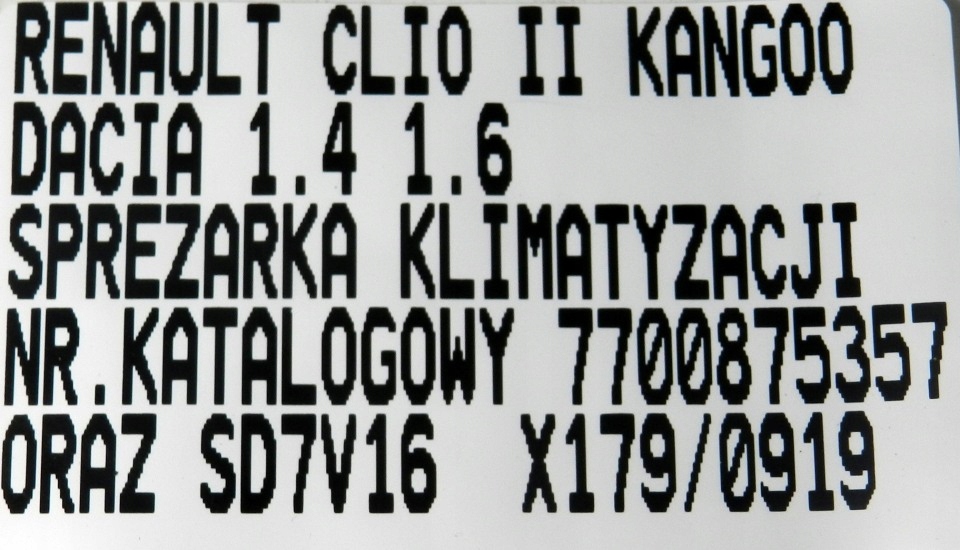 RENAULT CLIO II KANGOO
DACIA 1.4 1.6
SPREZARKA KLIMATYZACJI
NR.KATALOGOWY 7700875357
ORAZ SD7V16 X179/0919